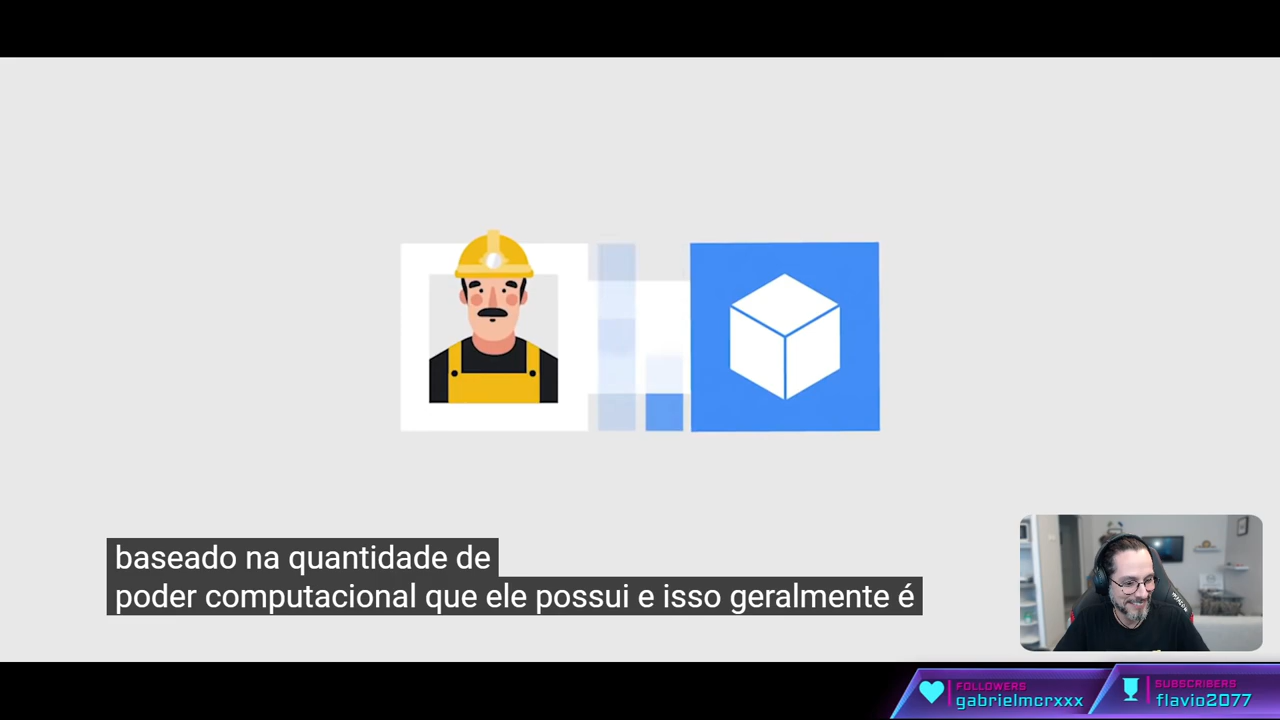 baseado na quantidade de
poder computacional que ele possui e isso geralmente é
FOLLOWERS
gabrielmcrxxx
SUBSCRIBERS
flavio2077